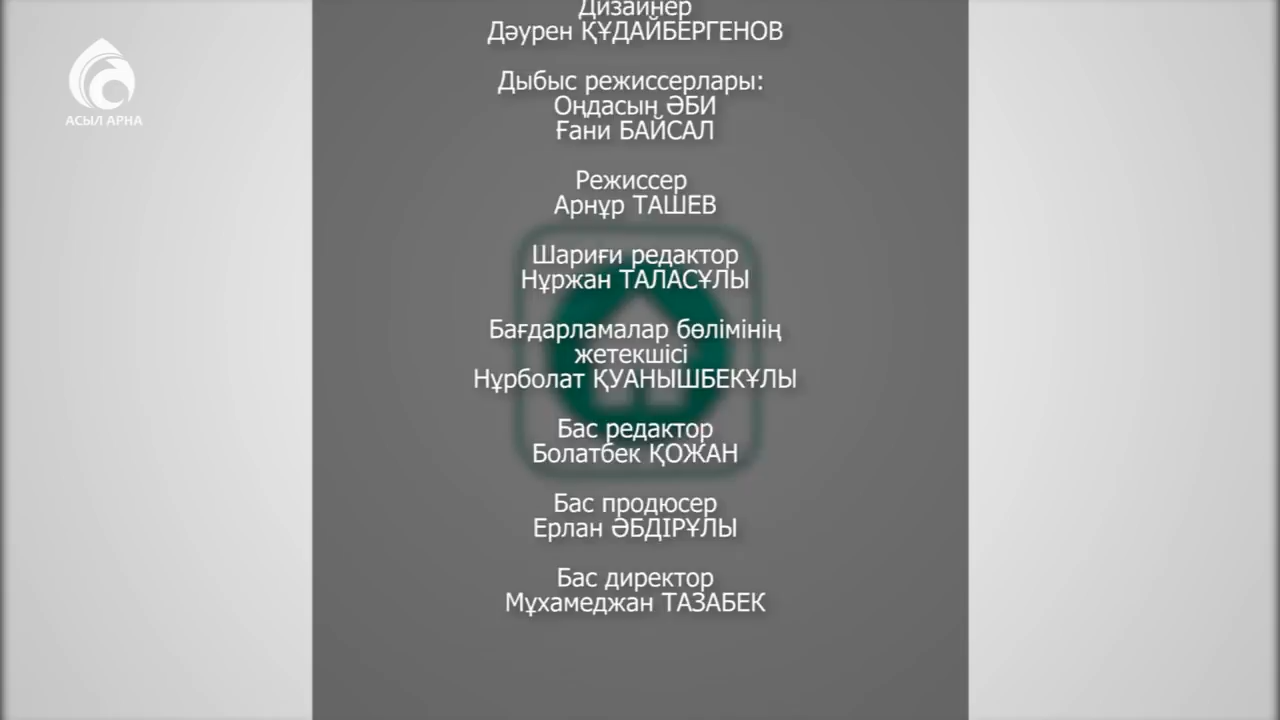 Дизайнер
Дәурен ҚҰДАЙБЕРГЕНОВ
АСЫЛ АРНА
Дыбыс режиссерлары:
Оңдасын ӘБИ
Ғани БАЙСАЛ
Режиссер
Арнұр ТАШЕВ
Шариғи редактор
Нұржан ТАЛАСҰЛЫ
Бағдарламалар бөлімінің
жетекшісі
Нұрболат ҚУАНЫШБЕКҰЛЫ
Бас редактор
Болатбек ҚОЖАН
Бас продюсер
Ерлан ӘБДІРҰЛЫ
Бас директор
Мұхамеджан ТАЗАБЕК